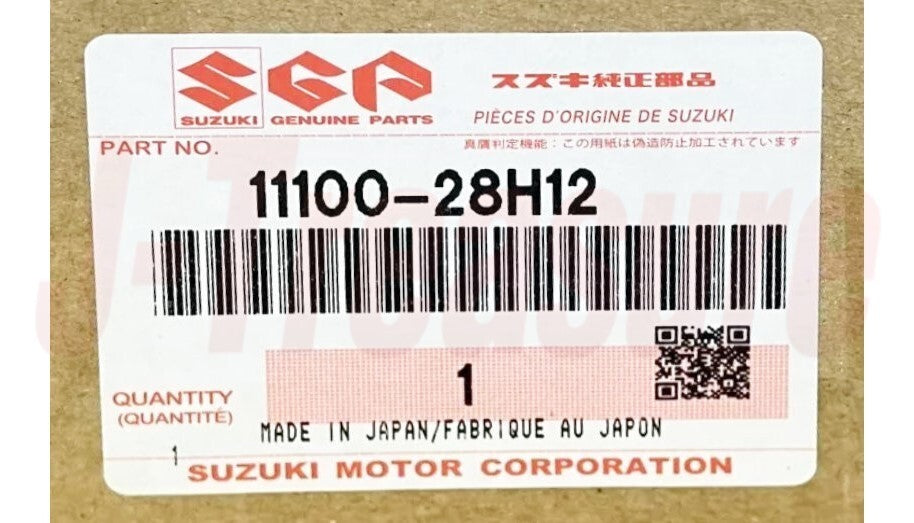 SGP
スズキ純正部品
SUZUKI GENUINE PARTS
PIÈCES D'ORIGINE DE SUZUKI
PART NO.
真贋判定機能：この用紙は偽造防止加工されています
11100-28H12
J-Treasure
1
QUANTITY
(QUANTITÉ)
MADE IN JAPAN/FABRIQUE AU JAPON
1
SUZUKI MOTOR CORPORATION